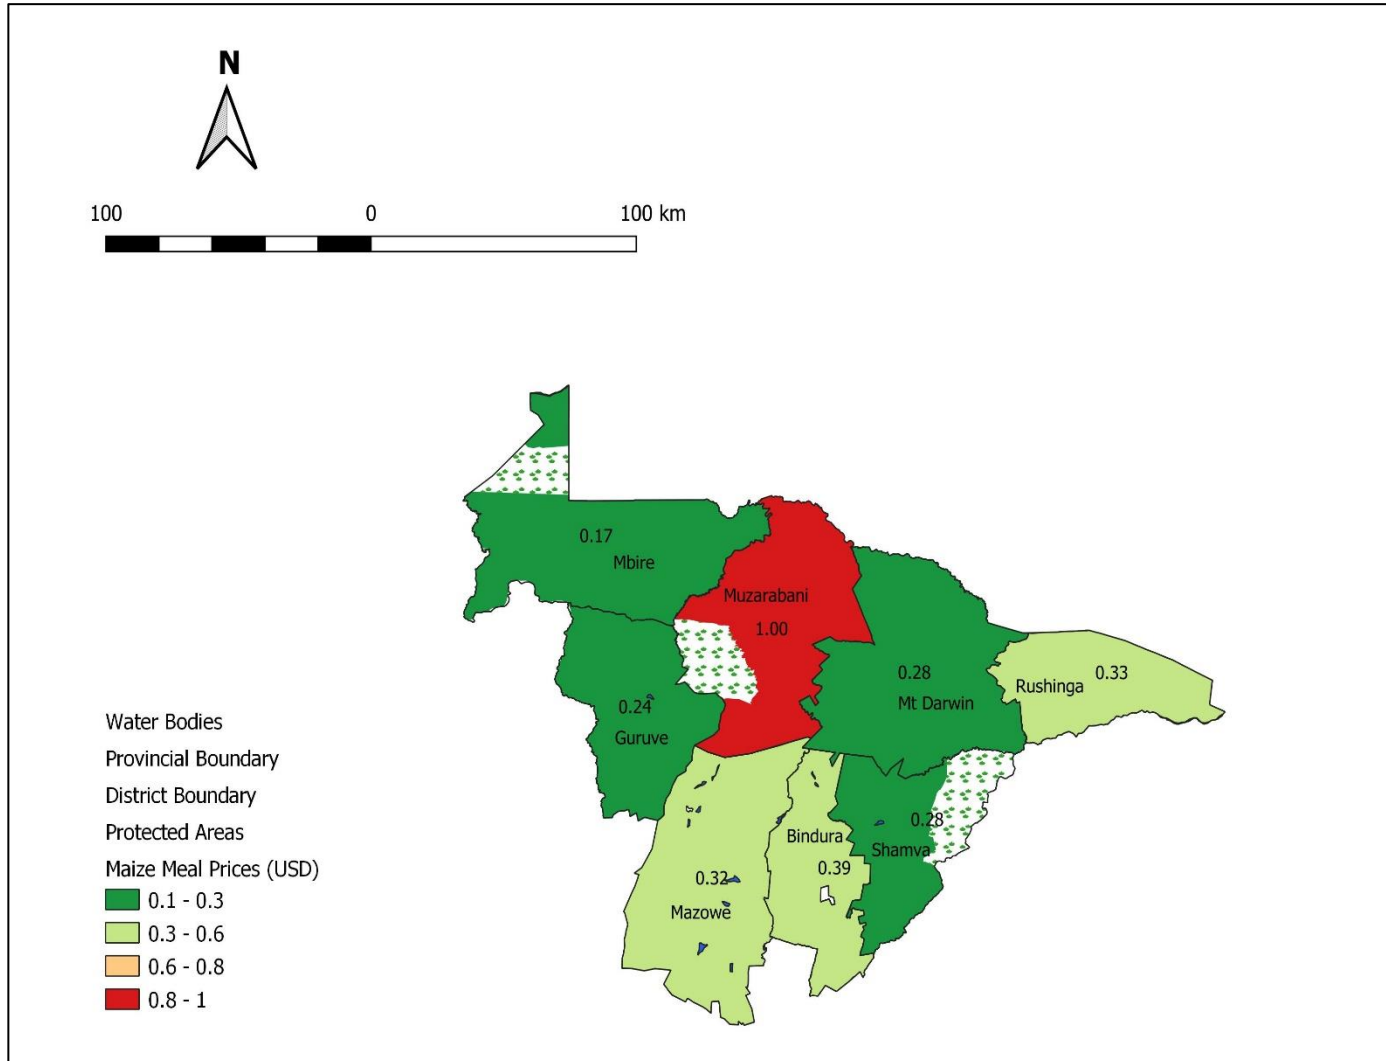 N
100 0 100 km
0.17
Mbire
Muzarabani
1.00
0.28
Mt Darwin
0.33
Rushinga
0.24
Guruve
0.28
Shamva
Bindura
0.39
0.32
Mazowe
Water Bodies
Provincial Boundary
District Boundary
Protected Areas
Maize Meal Prices (USD)
0.1 - 0.3
0.3 - 0.6
0.6 - 0.8
0.8 - 1